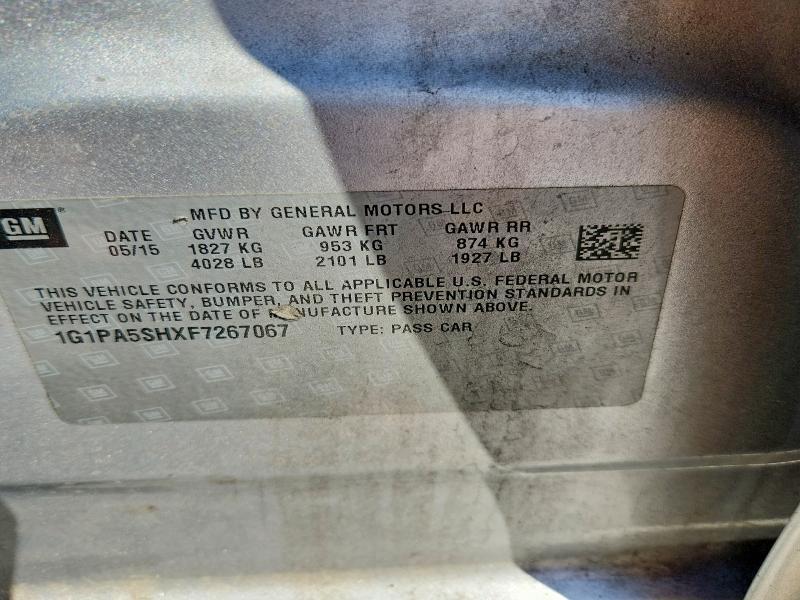 GM
MFD BY GENERAL MOTORS LLC
DATE GVWR GAWR FRT GAWR RR
05/15 1827 KG 953 KG 874 KG
4028 LB 2101 LB 1927 LB
THIS VEHICLE CONFORMS TO ALL APPLICABLE U.S. FEDERAL MOTOR
VEHICLE SAFETY, BUMPER, AND THEFT PREVENTION STANDARDS IN
EFFECT ON THE DATE OF MANUFACTURE SHOWN ABOVE.
1G1PA5SHXF7267067 TYPE: PASS CAR